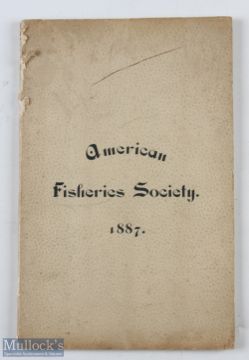 American
Fisheries Society.
1887.
Mullock's